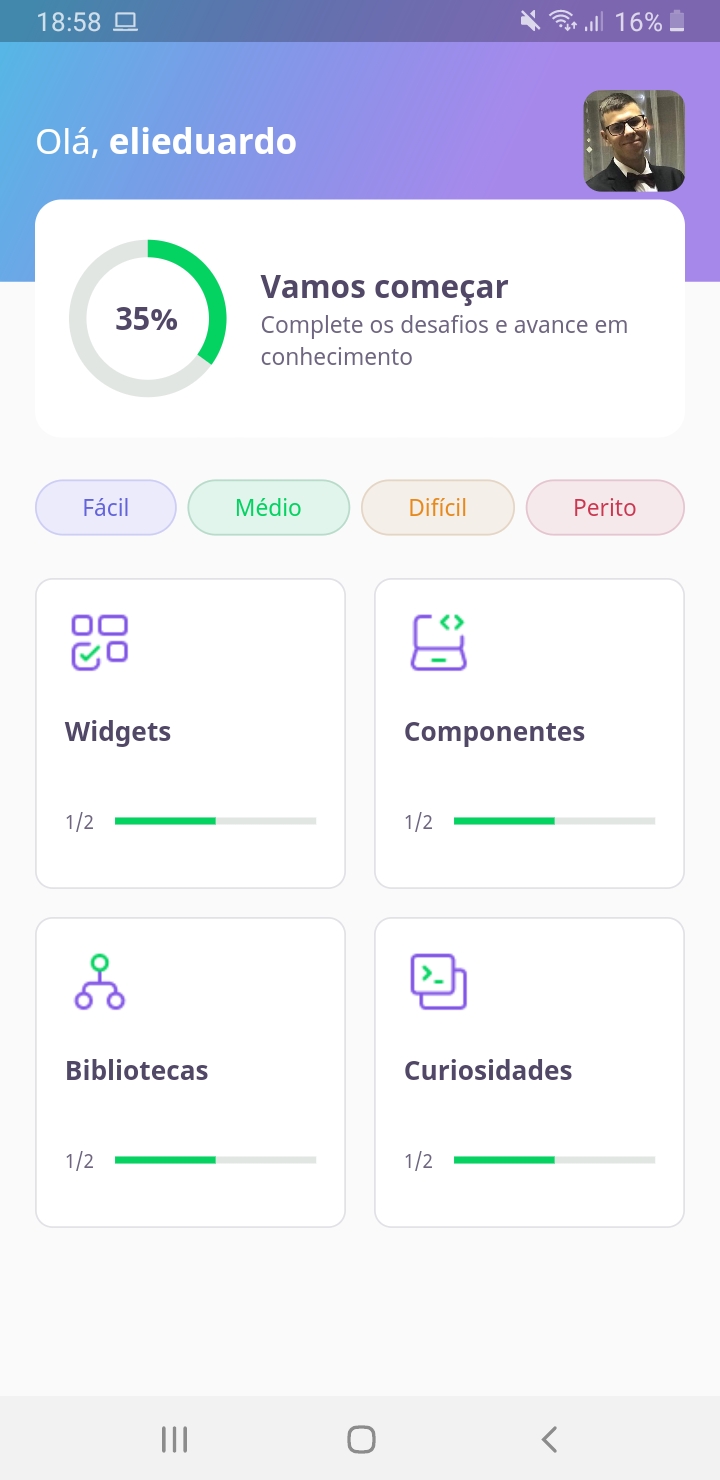 18:58 16%
Olá, elieduardo
35%
Vamos começar
Complete os desafios e avance em
conhecimento
Fácil Médio Difícil Perito
Widgets Componentes
1/2 1/2
Bibliotecas Curiosidades
1/2 1/2